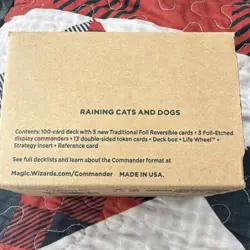 RAINING CATS AND DOGS
Contents: 100-card deck with 5 new Traditional Foil Reversible cards • 3 Foil-Etched
display commanders • 13 double-sided token cards • Deck box • Life Wheel™ •
Strategy insert • Reference card
See full decklists and learn about the Commander format at
Magic.Wizards.com/Commander MADE IN USA.